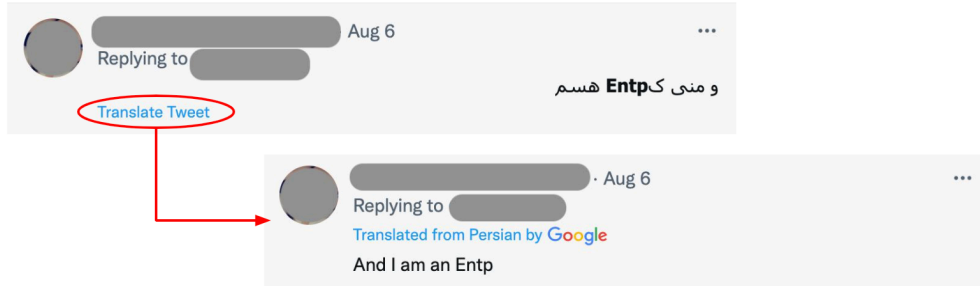 Aug 6
Replying to
و منی کEntp هسم
Translate Tweet
· Aug 6
Replying to
Translated from Persian by Google
And I am an Entp